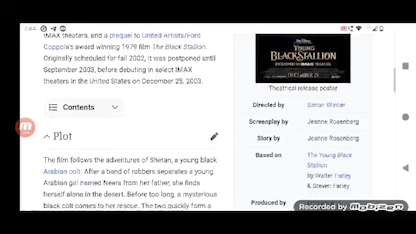 IMAX theaters, and a prequel to United Artists/Ford
Coppola's award winning 1979 film The Black Stallion.
Originally scheduled for fall 2002, it was postponed until
September 2003, before debuting in select IMAX
theaters in the United States on December 25, 2003.
Contents
Plot
The film follows the adventures of Shetan, a young black
Arabian colt. After a band of robbers separates a young
Arabian girl named Neera from her father, she finds
herself alone in the desert. Before too long, a mysterious
black colt comes to her rescue. The two quickly form a
YOUNG
BLACK STALLION
DECEMBER 25
Theatrical release poster
Directed by Simon Wincer
Screenplay by Jeanne Rosenberg
Story by Jeanne Rosenberg
Based on The Young Black
Stallion
by Walter Farley
& Steven Farley
Produced by
Recorded by
MOBIZEN